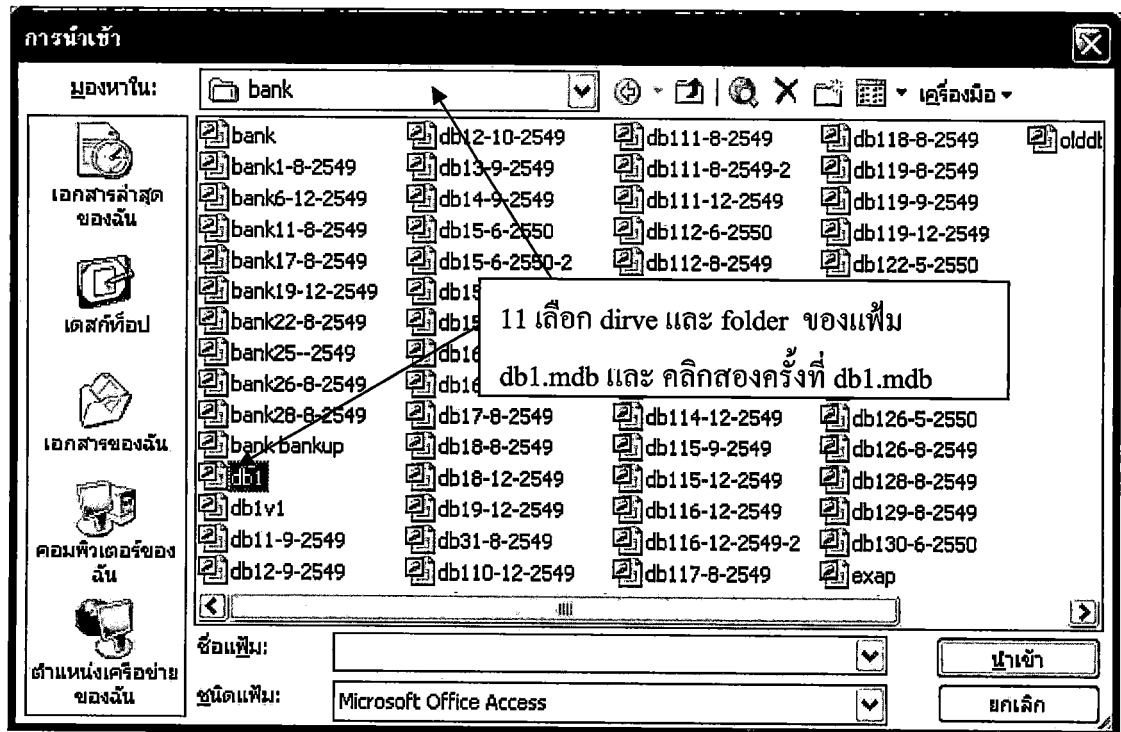 การนำเข้า
มองหาใน:
bank
เครื่องมือ
เอกสารล่าสุด
ของฉัน
เดสก์ท็อป
เอกสารของฉัน
คอมพิวเตอร์ของ
ฉัน
ตำแหน่งเครือข่าย
ของฉัน
bank
bank1-8-2549
bank6-12-2549
bank11-8-2549
bank17-8-2549
bank19-12-2549
bank22-8-2549
bank25--2549
bank26-8-2549
bank28-8-2549
bank bankup
db1
db1v1
db11-9-2549
db12-9-2549
db12-10-2549
db13-9-2549
db14-9-2549
db15-6-2550
db15-6-2550-2
db17-8-2549
db18-8-2549
db18-12-2549
db19-12-2549
db31-8-2549
db110-12-2549
db111-8-2549
db111-8-2549-2
db111-12-2549
db112-6-2550
db112-8-2549
db114-12-2549
db115-9-2549
db115-12-2549
db116-12-2549
db116-12-2549-2
db117-8-2549
db118-8-2549
db119-8-2549
db119-9-2549
db119-12-2549
db122-5-2550
db126-5-2550
db126-8-2549
db128-8-2549
db129-8-2549
db130-6-2550
exap
olddt
11 เลือก dirve และ folder ของแฟ้ม
db1.mdb และ คลิกสองครั้งที่ db1.mdb
ชื่อแฟ้ม:
นำเข้า
ชนิดแฟ้ม:
Microsoft Office Access
ยกเลิก